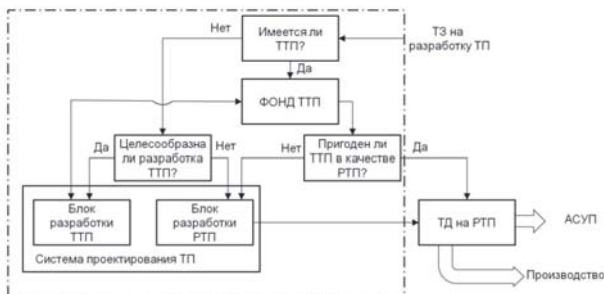 Нет
Имеется ли
ТТП?
ТЗ на
разработку ТП
Да
ФОНД ТТП
Да
Целесообразна
ли разработка
ТТП?
Нет
Нет
Пригоден ли
ТТП в качестве
РТП?
Да
Блок
разработки
ТТП
Блок
разработки
РТП
Система проектирования ТП
ТД на РТП
АСУП
Производство